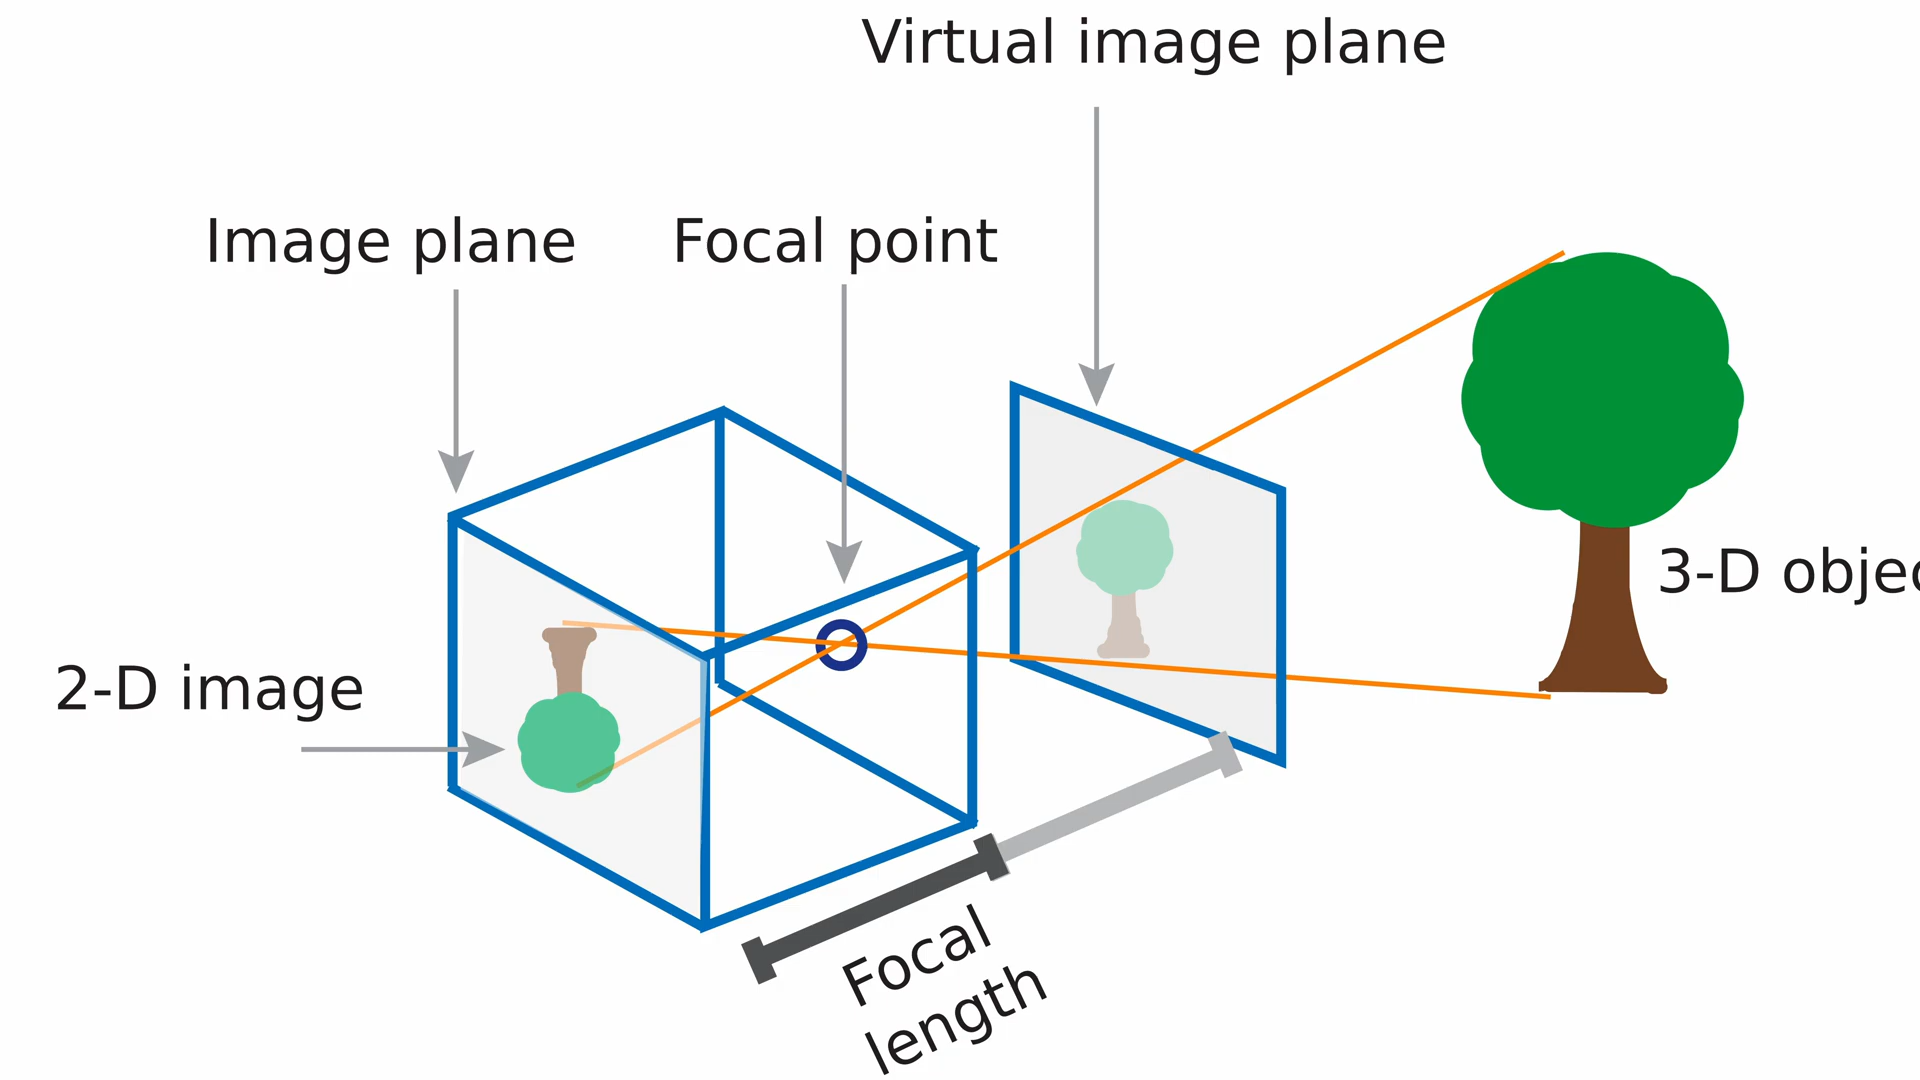 Virtual image plane
Image plane
Focal point
3-D objec
2-D image
Focal
length